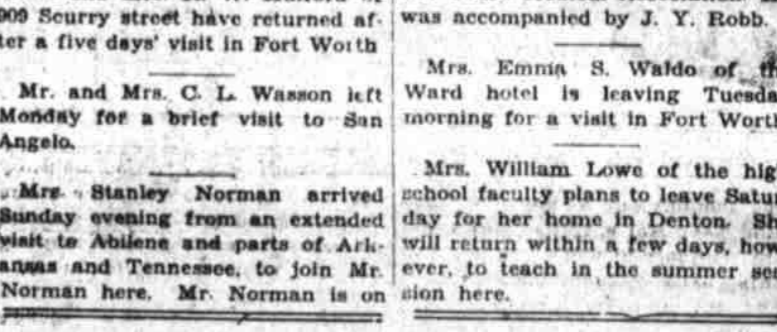 909 Scurry street have returned af-
ter a five days' visit in Fort Worth
Mr. and Mrs. C. L. Wasson left
Monday for a brief visit to San
Angelo.
Mrs. Stanley Norman arrived
Sunday evening from an extended
visit to Abilene and parts of Ark-
ansas and Tennessee, to join Mr.
Norman here. Mr. Norman is on
was accompanied by J. Y. Robb.
Mrs. Emma S. Waldo of th
Ward hotel is leaving Tuesda
morning for a visit in Fort Worth
Mrs. William Lowe of the hig
school faculty plans to leave Satur
day for her home in Denton. Sh
will return within a few days, how
ever, to teach in the summer ses
sion here.